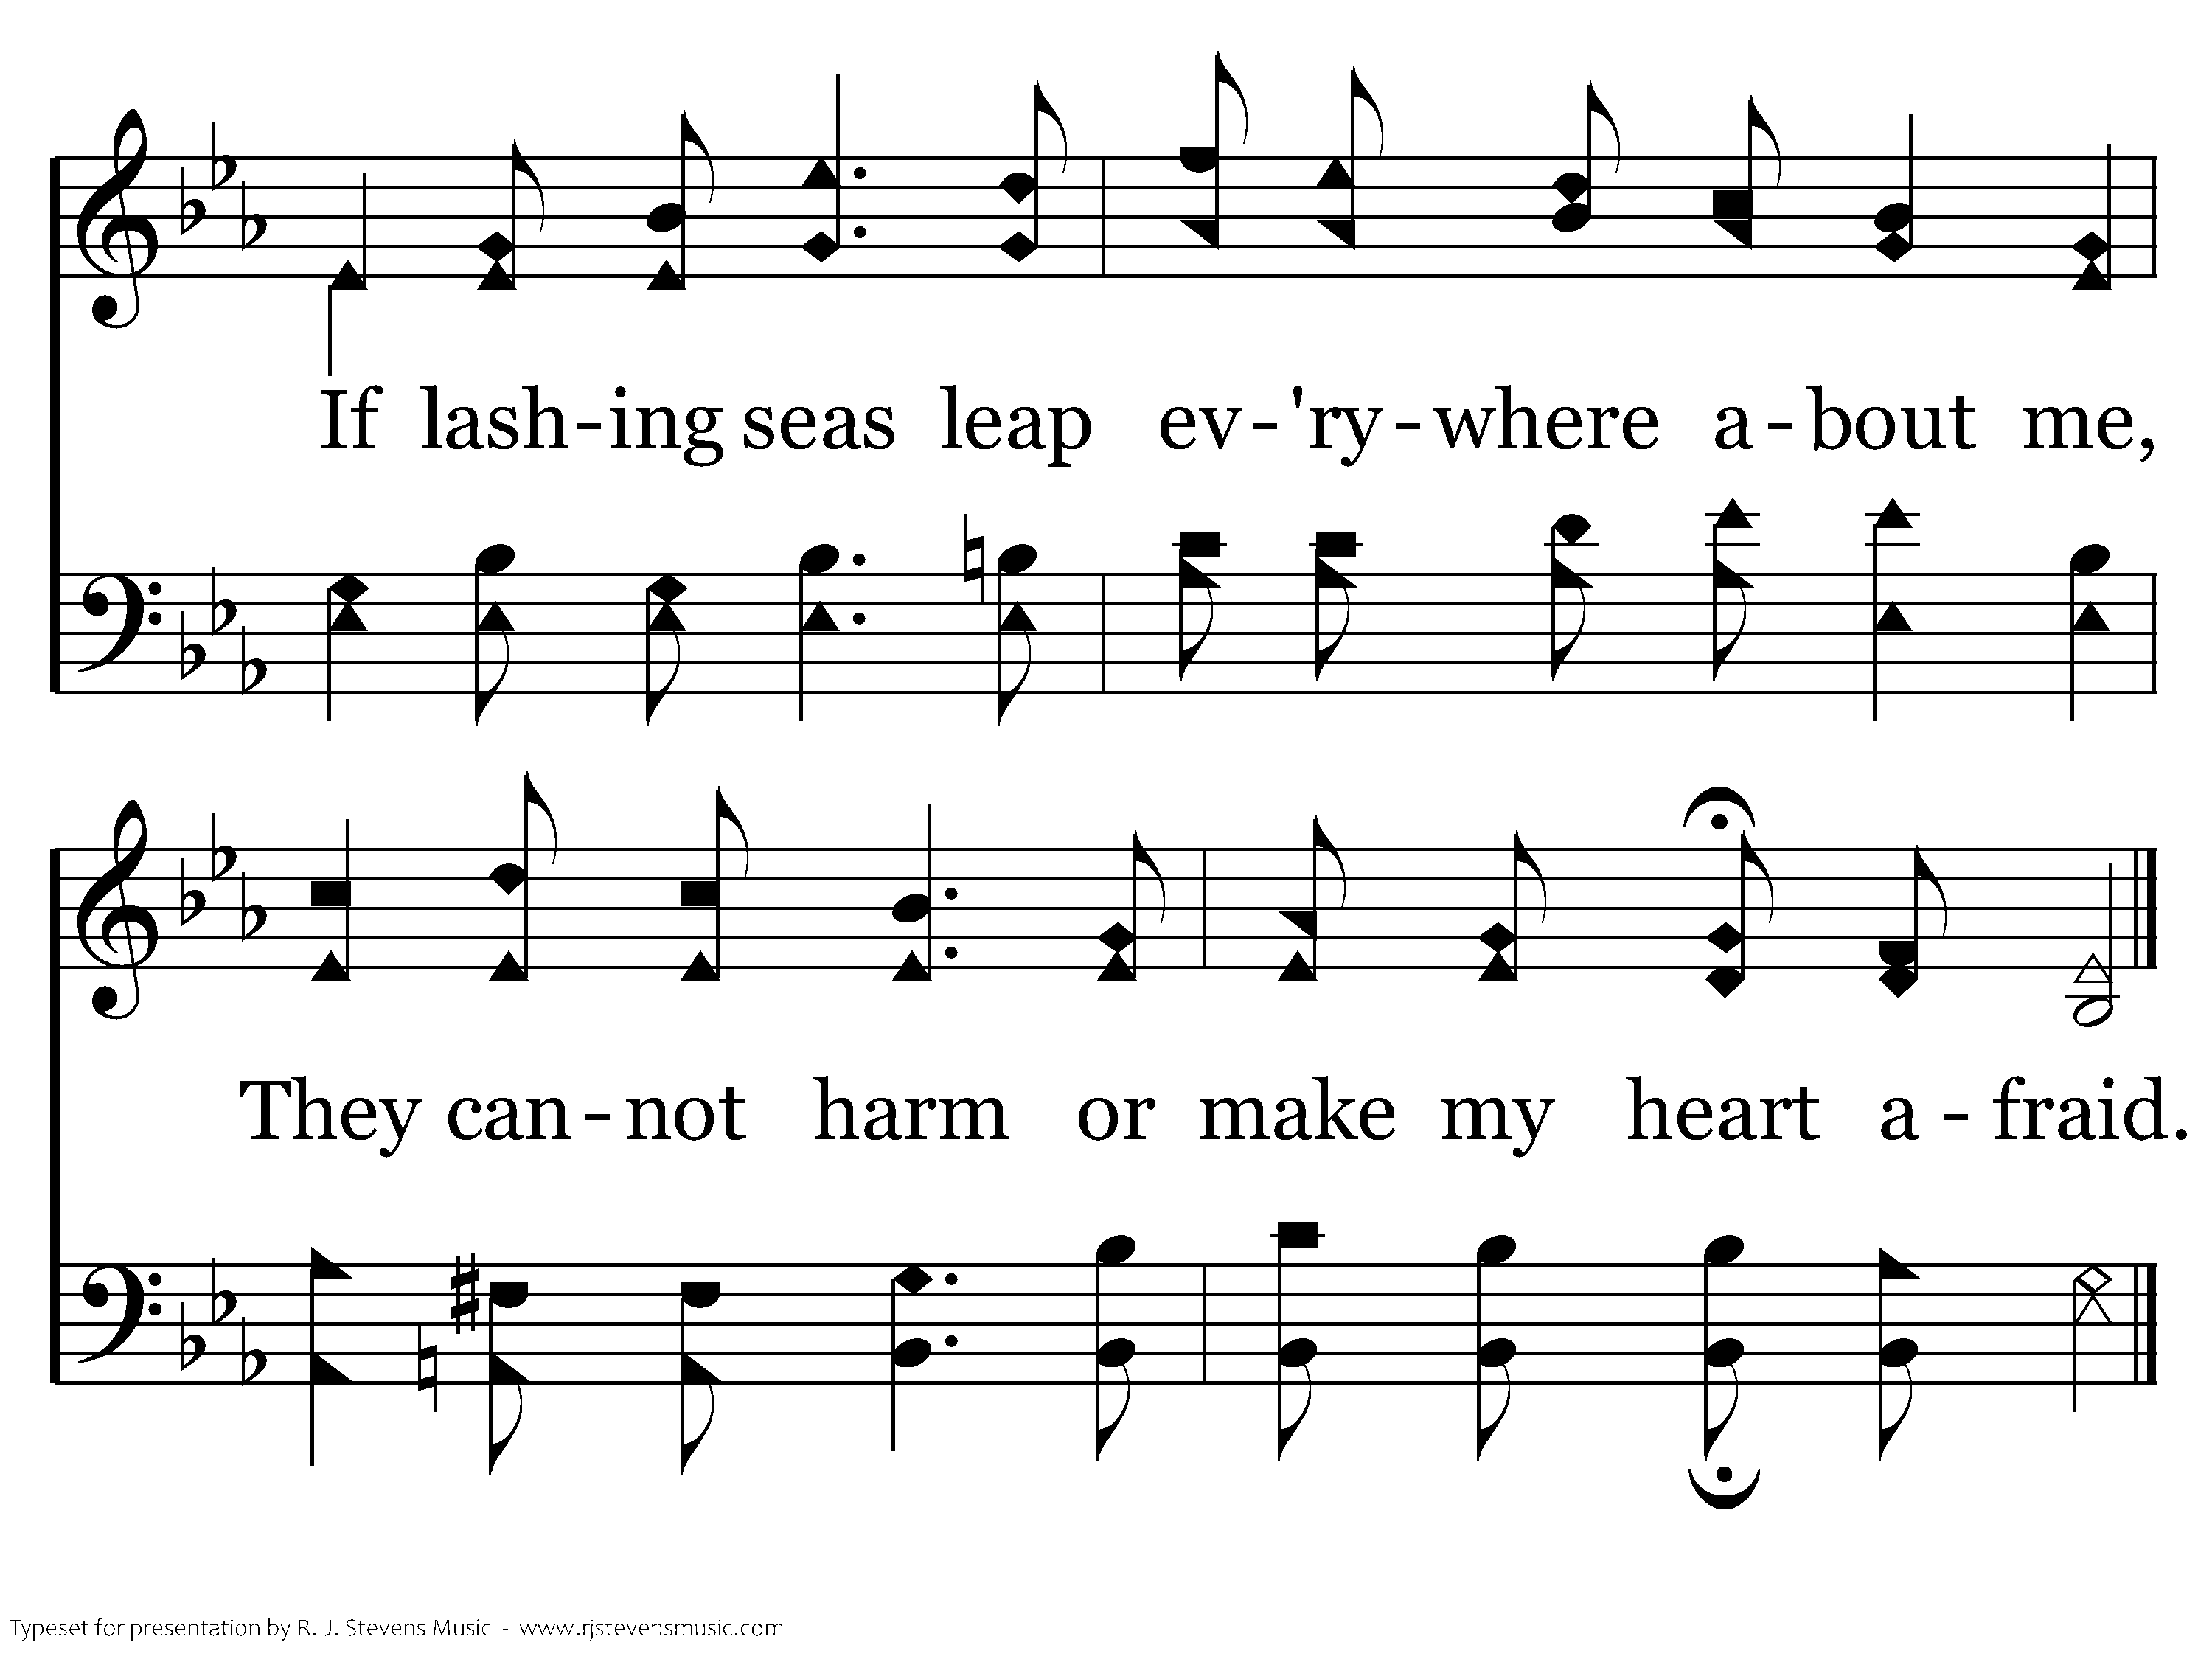 If lash-ing seas leap ev-'ry-where a-bout me,
They can-not harm or make my heart a-fraid.
Typeset for presentation by R. J. Stevens Music - www.rjstevensmusic.com